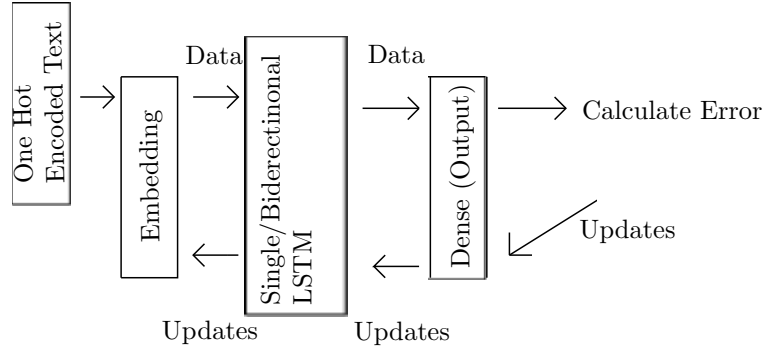 One Hot
Encoded Text
Embedding
Data
Single/Biderectinonal
LSTM
Data
Dense (Output)
Calculate Error
Updates
Updates
Updates